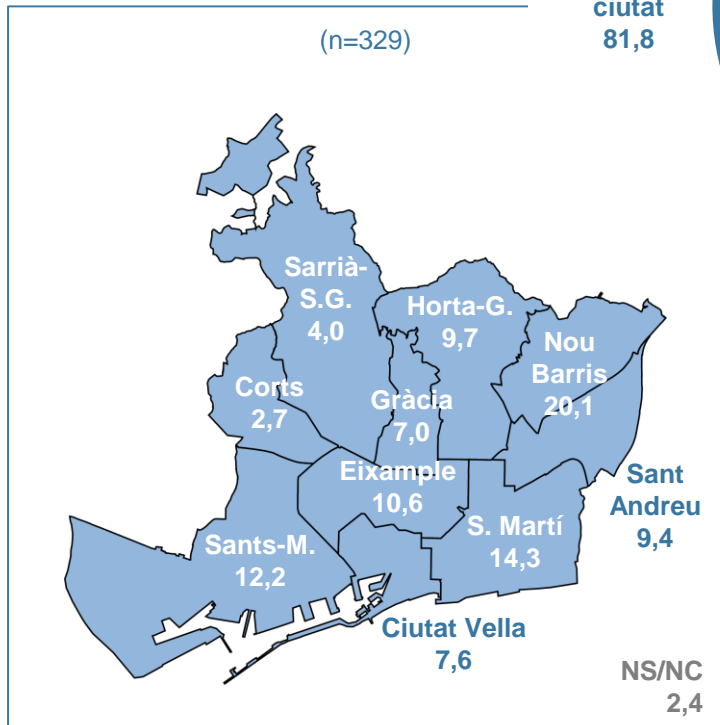 ciutat
81,8
(n=329)
Sarrià-
S.G.
4,0
Horta-G.
9,7
Nou
Barris
20,1
Corts
2,7
Gràcia
7,0
Eixample
10,6
Sant
Andreu
9,4
S. Martí
14,3
Sants-M.
12,2
Ciutat Vella
7,6
NS/NC
2,4